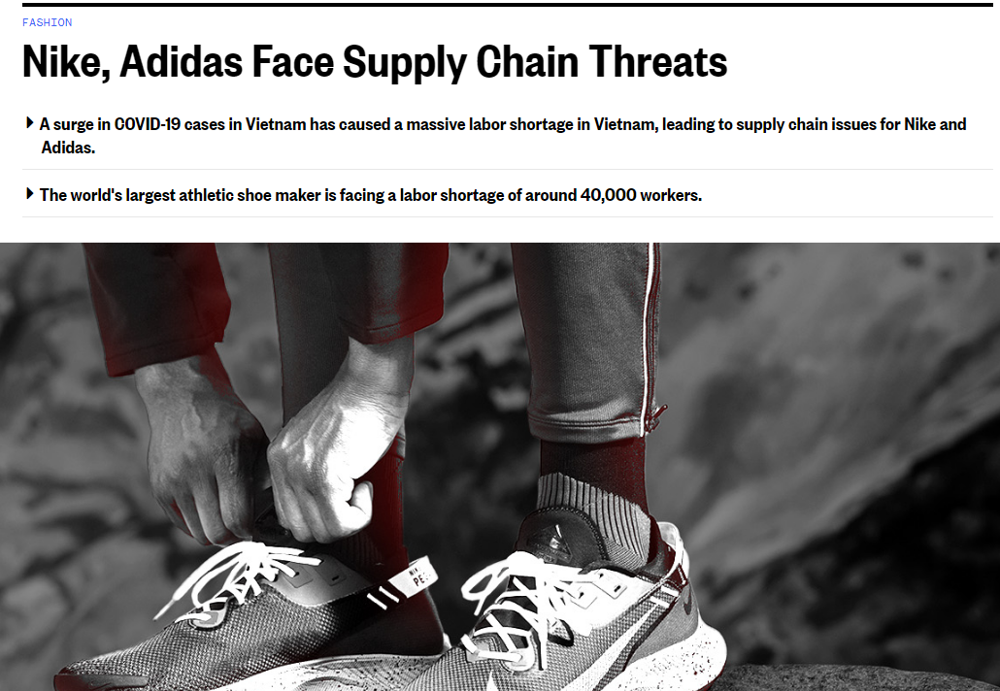 FASHION
Nike, Adidas Face Supply Chain Threats
A surge in COVID-19 cases in Vietnam has caused a massive labor shortage in Vietnam, leading to supply chain issues for Nike and
Adidas.
The world's largest athletic shoe maker is facing a labor shortage of around 40,000 workers.